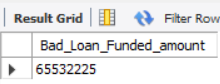 Result Grid Filter Row
Bad_Loan_Funded_amount
65532225